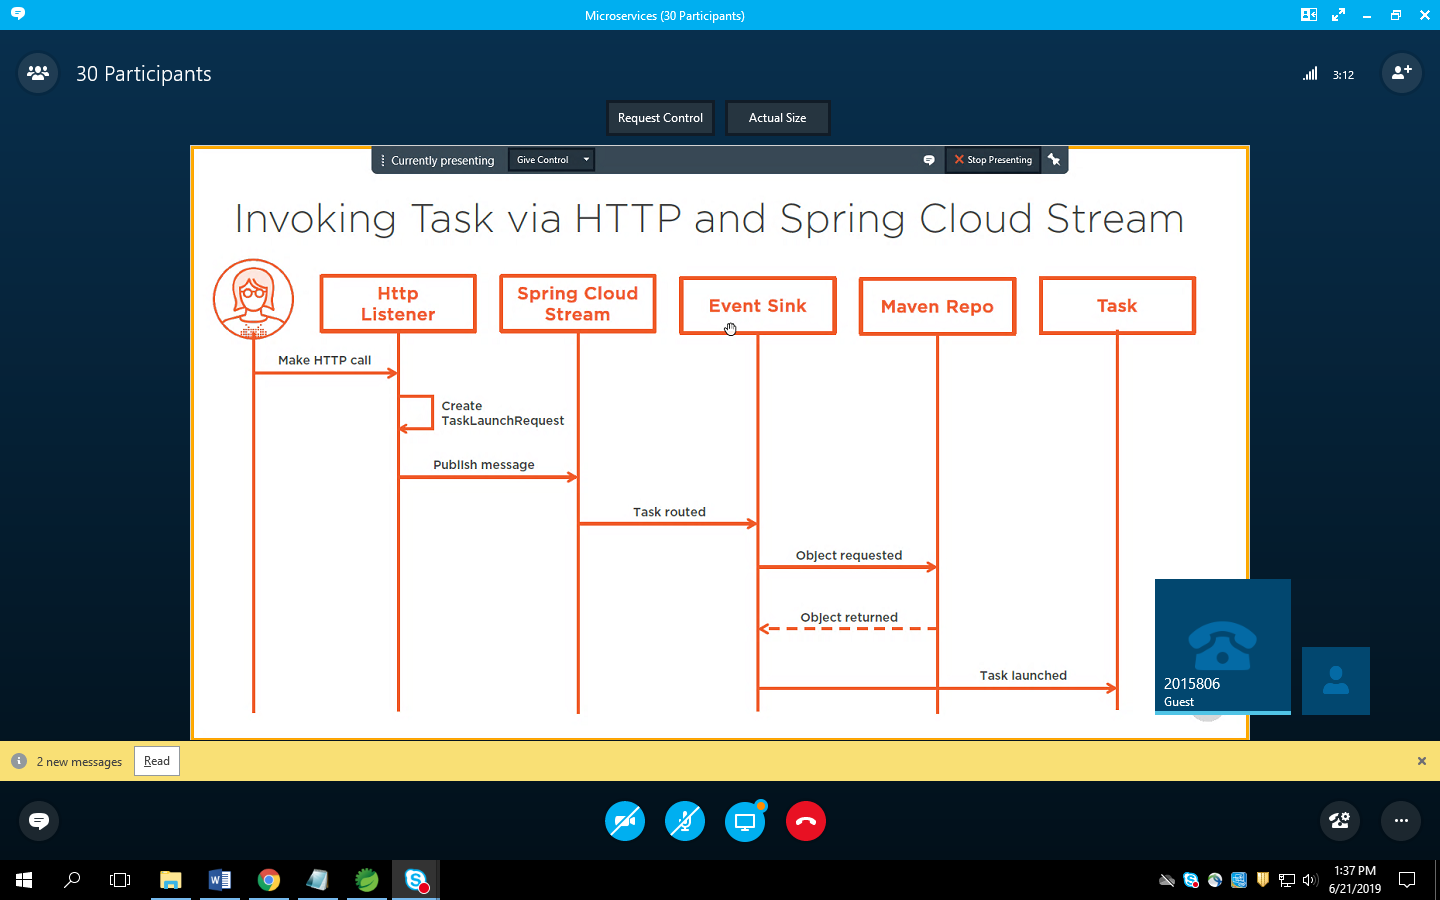 Microservices (30 Participants)
30 Participants
3:12
Request Control
Actual Size
Currently presenting
Give Control
Stop Presenting
Invoking Task via HTTP and Spring Cloud Stream
Http
Listener
Spring Cloud
Stream
Event Sink
Maven Repo
Task
Make HTTP call
Create
TaskLaunchRequest
Publish message
Task routed
Object requested
Object returned
Task launched
2015806
Guest
2 new messages
Read
1:37 PM
6/21/2019